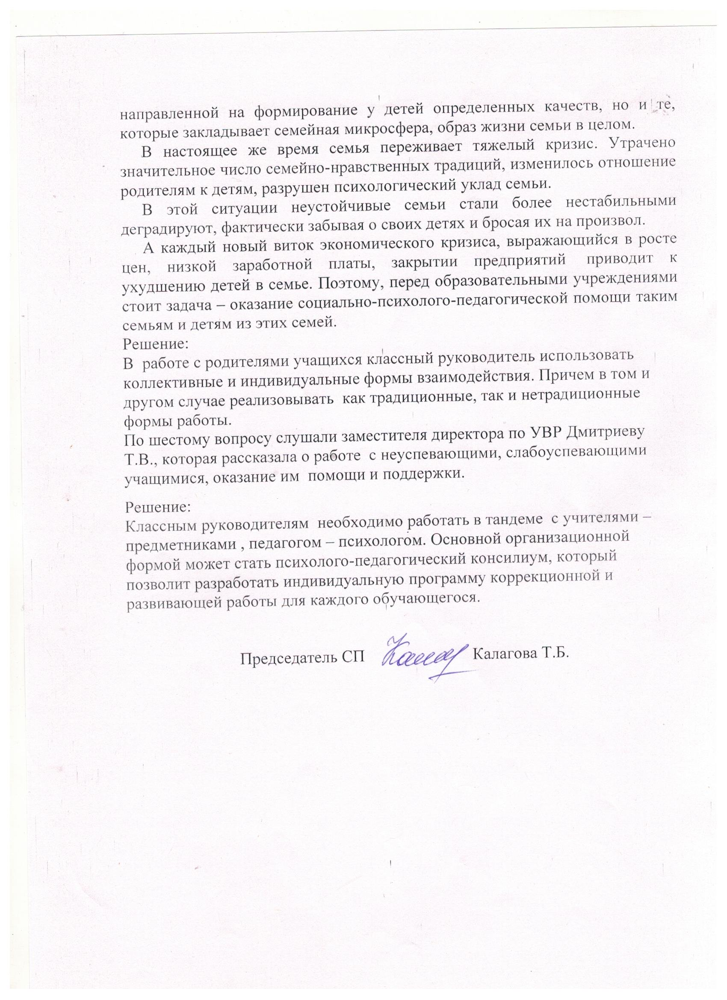 направленной на формирование у детей определенных качеств, но и те,
которые закладывает семейная микросфера, образ жизни семьи в целом.
В настоящее же время семья переживает тяжелый кризис. Утрачено
значительное число семейно-нравственных традиций, изменилось отношение
родителям к детям, разрушен психологический уклад семьи.
В этой ситуации неустойчивые семьи стали более нестабильными
деградируют, фактически забывая о своих детях и бросая их на произвол.
А каждый новый виток экономического кризиса, выражающийся в росте
цен, низкой заработной платы, закрытии предприятий приводит к
ухудшению детей в семье. Поэтому, перед образовательными учреждениями
стоит задача – оказание социально-психолого-педагогической помощи таким
семьям и детям из этих семей.
Решение:
В работе с родителями учащихся классный руководитель использовать
коллективные и индивидуальные формы взаимодействия. Причем в том и
другом случае реализовывать как традиционные, так и нетрадиционные
формы работы.
По шестому вопросу слушали заместителя директора по УВР Дмитриеву
Т.В., которая рассказала о работе с неуспевающими, слабоуспевающими
учащимися, оказание им помощи и поддержки.
Решение:
Классным руководителям необходимо работать в тандеме с учителями –
предметниками , педагогом – психологом. Основной организационной
формой может стать психолого-педагогический консилиум, который
позволит разработать индивидуальную программу коррекционной и
развивающей работы для каждого обучающегося.
Председатель СП Калагова Т.Б.